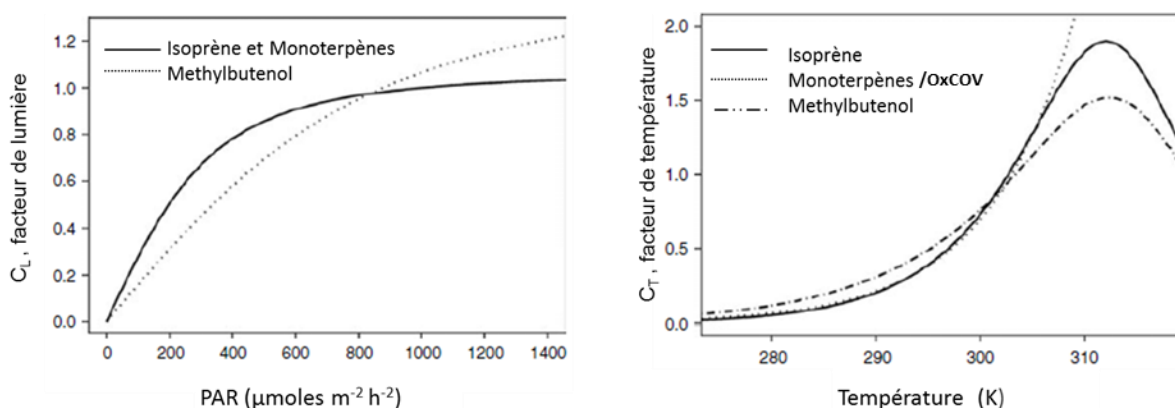 C_L , facteur de lumière
1.2
1.0
0.8
0.6
0.4
0.2
0.0
Isoprène et Monoterpènes
Methylbutenol
0 200 400 600 800 1000 1200 1400
PAR (µmoles m⁻² h⁻²)
C_T , facteur de température
2.0
1.5
1.0
0.5
0.0
Isoprène
Monoterpènes /OxCOV
Methylbutenol
280 290 300 310
Température (K)